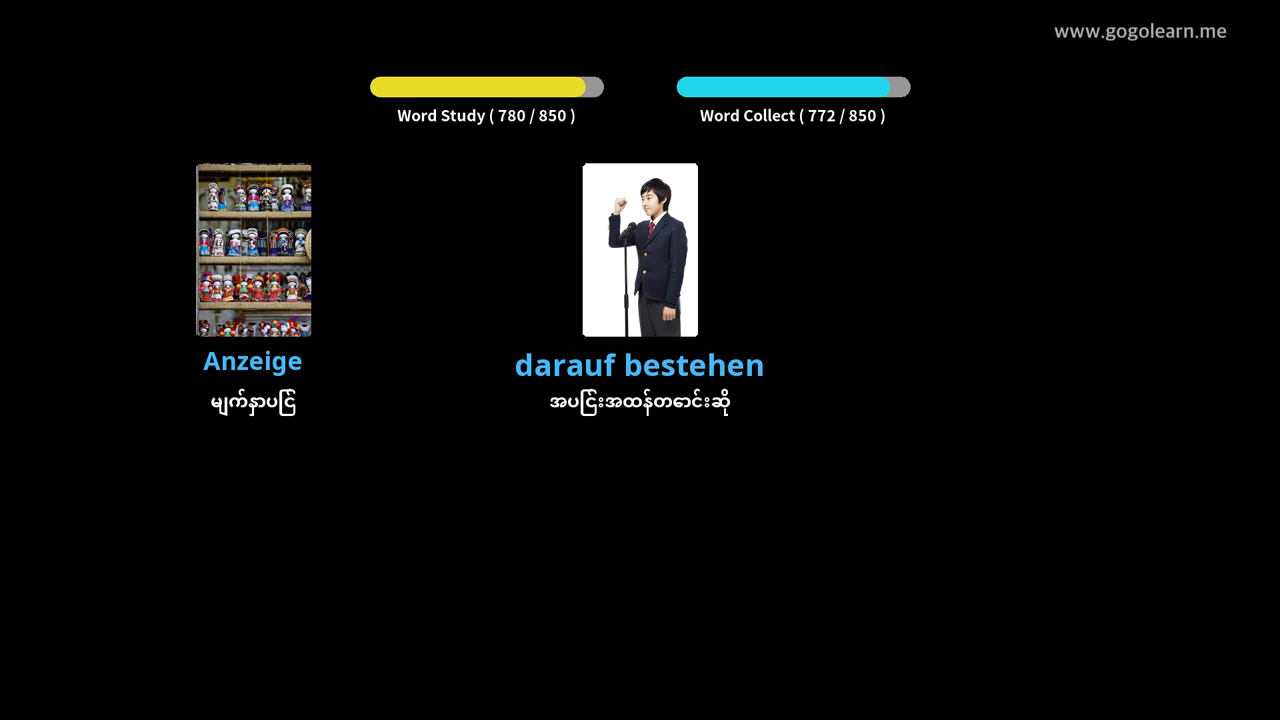 www.gogolearn.me
Word Study ( 780 / 850 )
Word Collect ( 772 / 850 )
Anzeige
မျက်နှာပြင်
darauf bestehen
အပြင်းအထန်တောင်းဆို